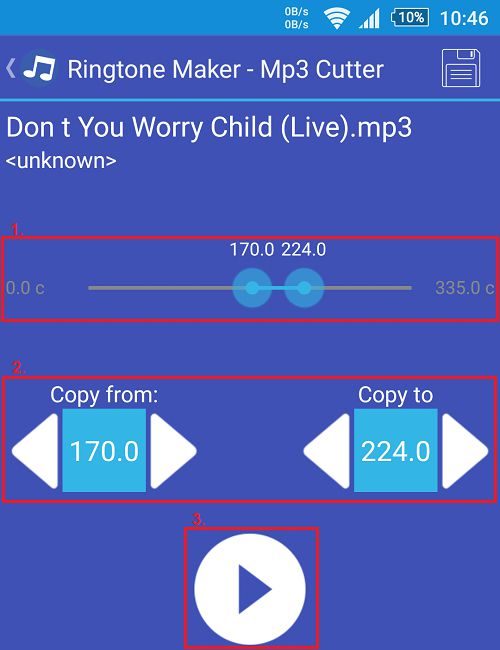 0B/s
0B/s
10%
10:46
Ringtone Maker - Mp3 Cutter
Don t You Worry Child (Live).mp3
<unknown>
1.
170.0 224.0
0.0 c
335.0 c
2.
Copy from:
Copy to
170.0
224.0
3.